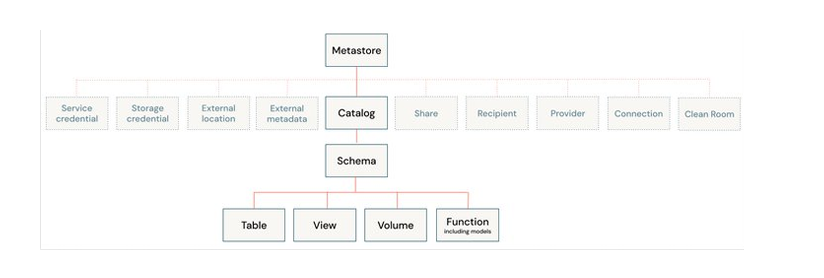 Metastore
Service
credential
Storage
credential
External
location
External
metadata
Catalog
Share
Recipient
Provider
Connection
Clean Room
Schema
Table
View
Volume
Function
including models